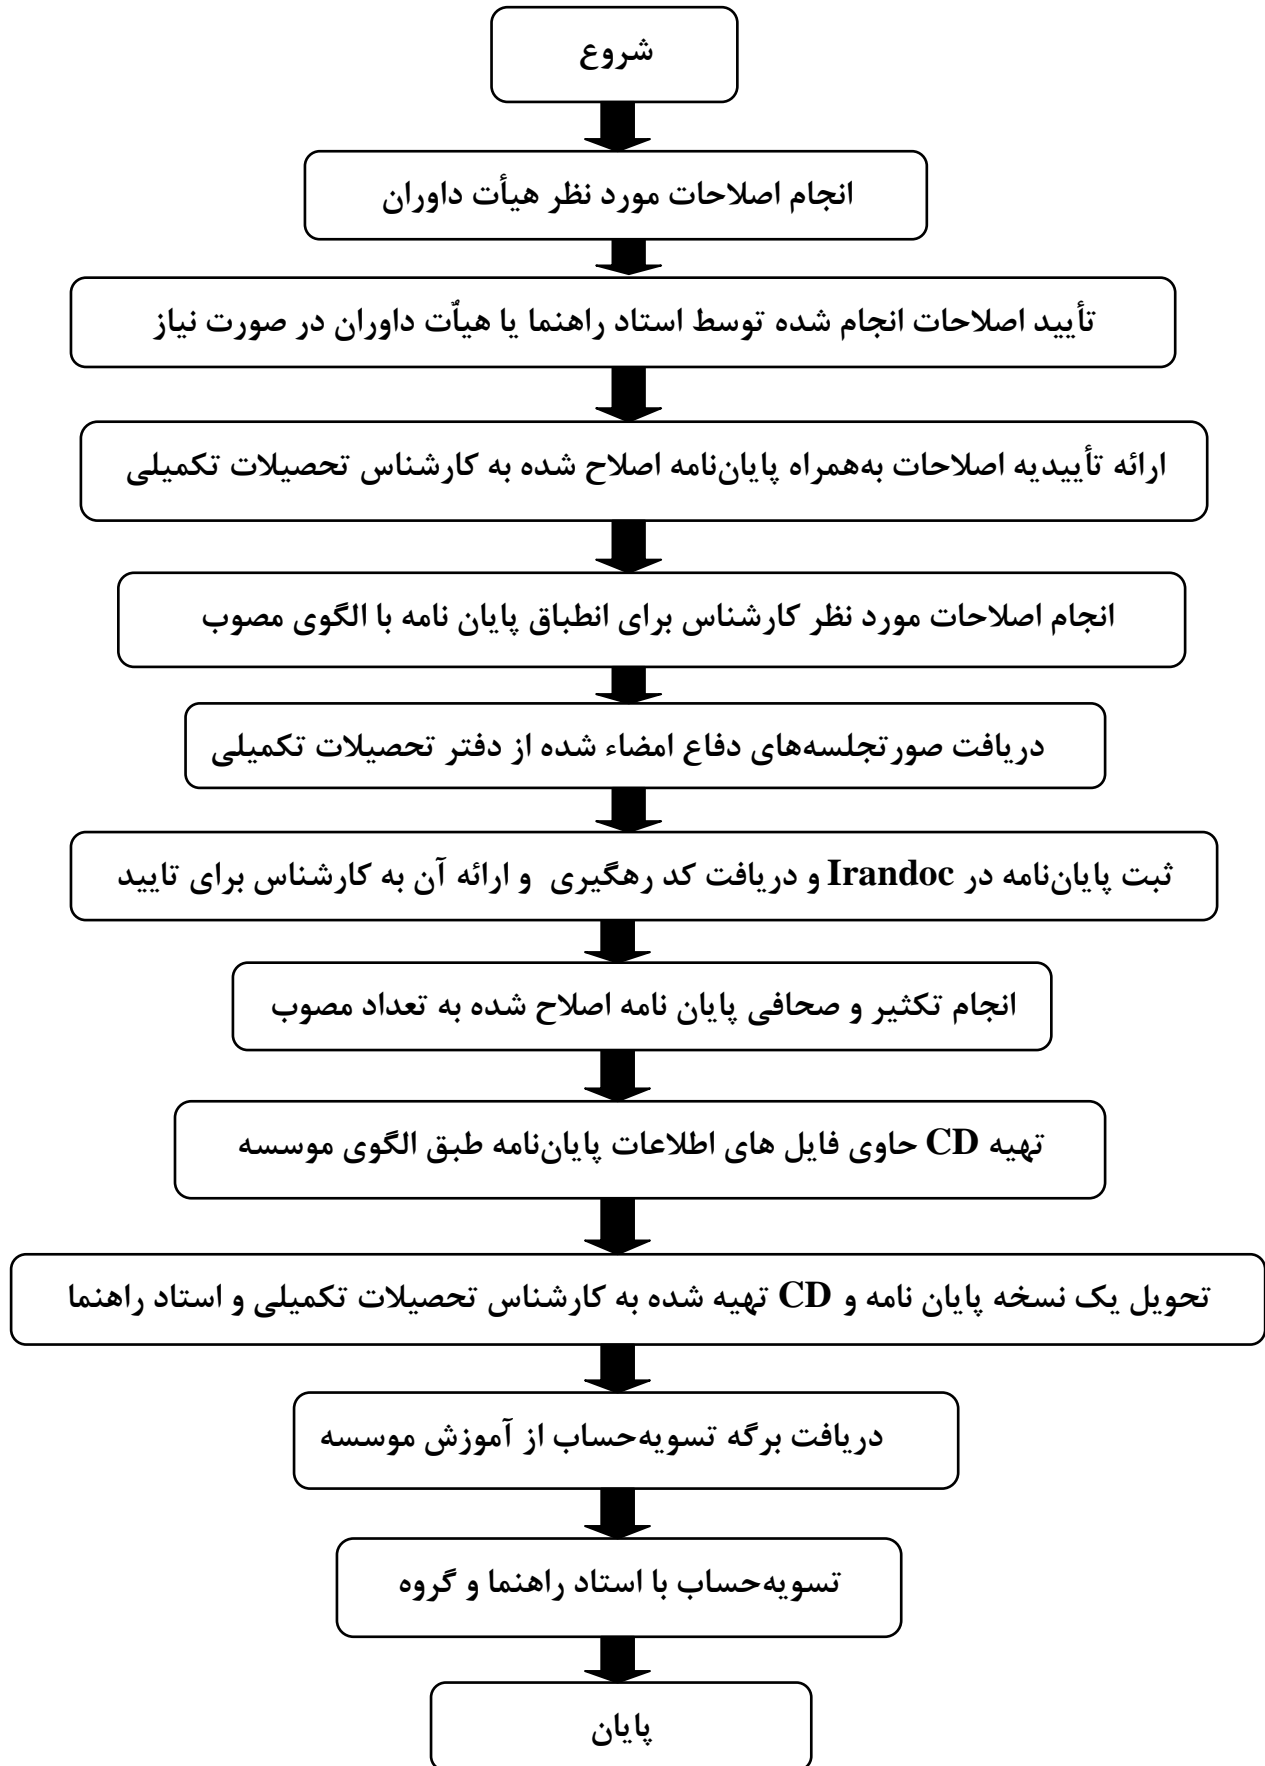 شروع
انجام اصلاحات مورد نظر هیأت داوران
تأیید اصلاحات انجام شده توسط استاد راهنما یا هیأٌت داوران در صورت نیاز
ارائه تأییدیه اصلاحات به‌همراه پایان‌نامه اصلاح شده به کارشناس تحصیلات تکمیلی
انجام اصلاحات مورد نظر کارشناس برای انطباق پایان نامه با الگوی مصوب
دریافت صورتجلسه‌های دفاع امضاء شده از دفتر تحصیلات تکمیلی
ثبت پایان‌نامه در Irandoc و دریافت کد رهگیری و ارائه آن به کارشناس برای تایید
انجام تکثیر و صحافی پایان نامه اصلاح شده به تعداد مصوب
تهیه CD حاوی فایل های اطلاعات پایان‌نامه طبق الگوی موسسه
تحویل یک نسخه پایان نامه و CD تهیه شده به کارشناس تحصیلات تکمیلی و استاد راهنما
دریافت برگه تسویه‌حساب از آموزش موسسه
تسویه‌حساب با استاد راهنما و گروه
پایان